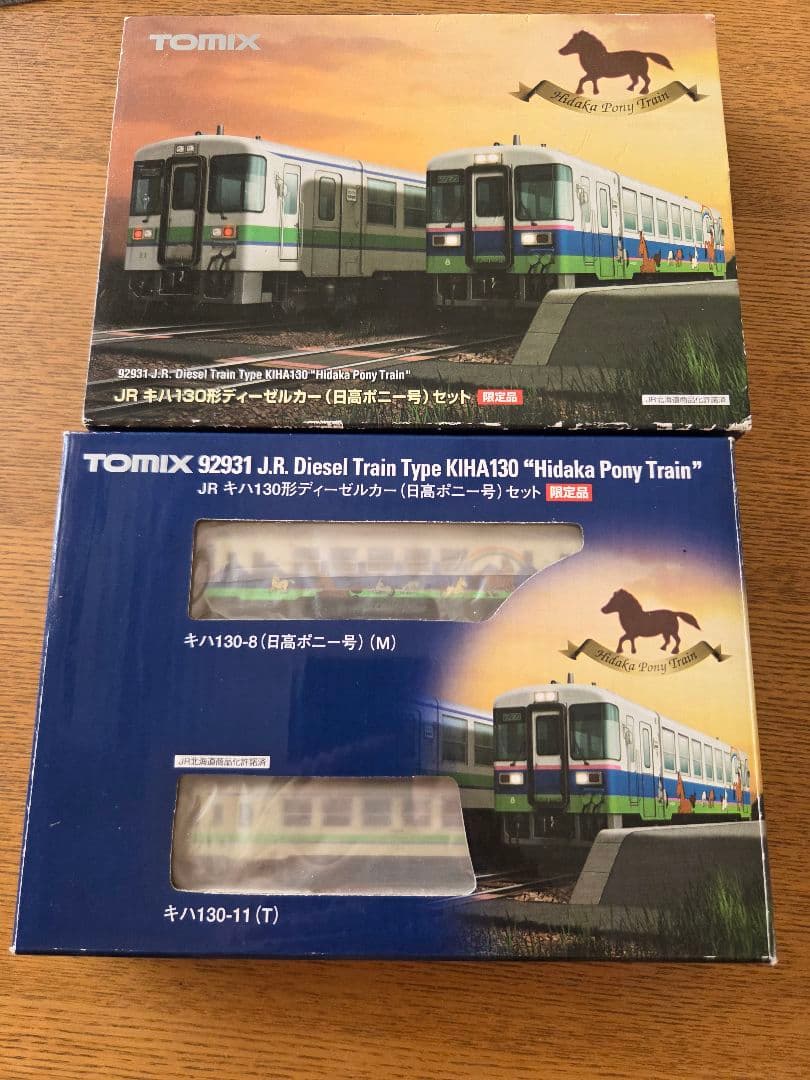 TOMIX
Hidaka Pony Train
11
8
92931 J.R. Diesel Train Type KIHA130 "Hidaka Pony Train"
JR キハ130形ディーゼルカー(日高ポニー号)セット 限定品
JR北海道商品化許諾済
TOMIX 92931 J.R. Diesel Train Type KIHA130 “Hidaka Pony Train”
JR キハ130形ディーゼルカー(日高ポニー号)セット 限定品
キハ130-8(日高ポニー号)(M)
Hidaka Pony Train
JR北海道商品化許諾済
8
キハ130-11(T)